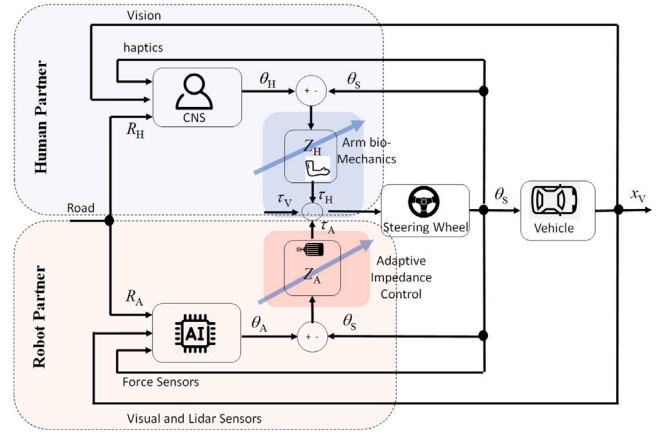 Vision
haptics
Human Partner
CNS
θH
+ -
θS
RH
ZH
Arm bio-
Mechanics
τV
τH
Road
τA
Steering Wheel
θS
Vehicle
xV
Robot Partner
ZA
Adaptive
Impedance
Control
RA
AI
θA
+ -
θS
Force Sensors
Visual and Lidar Sensors